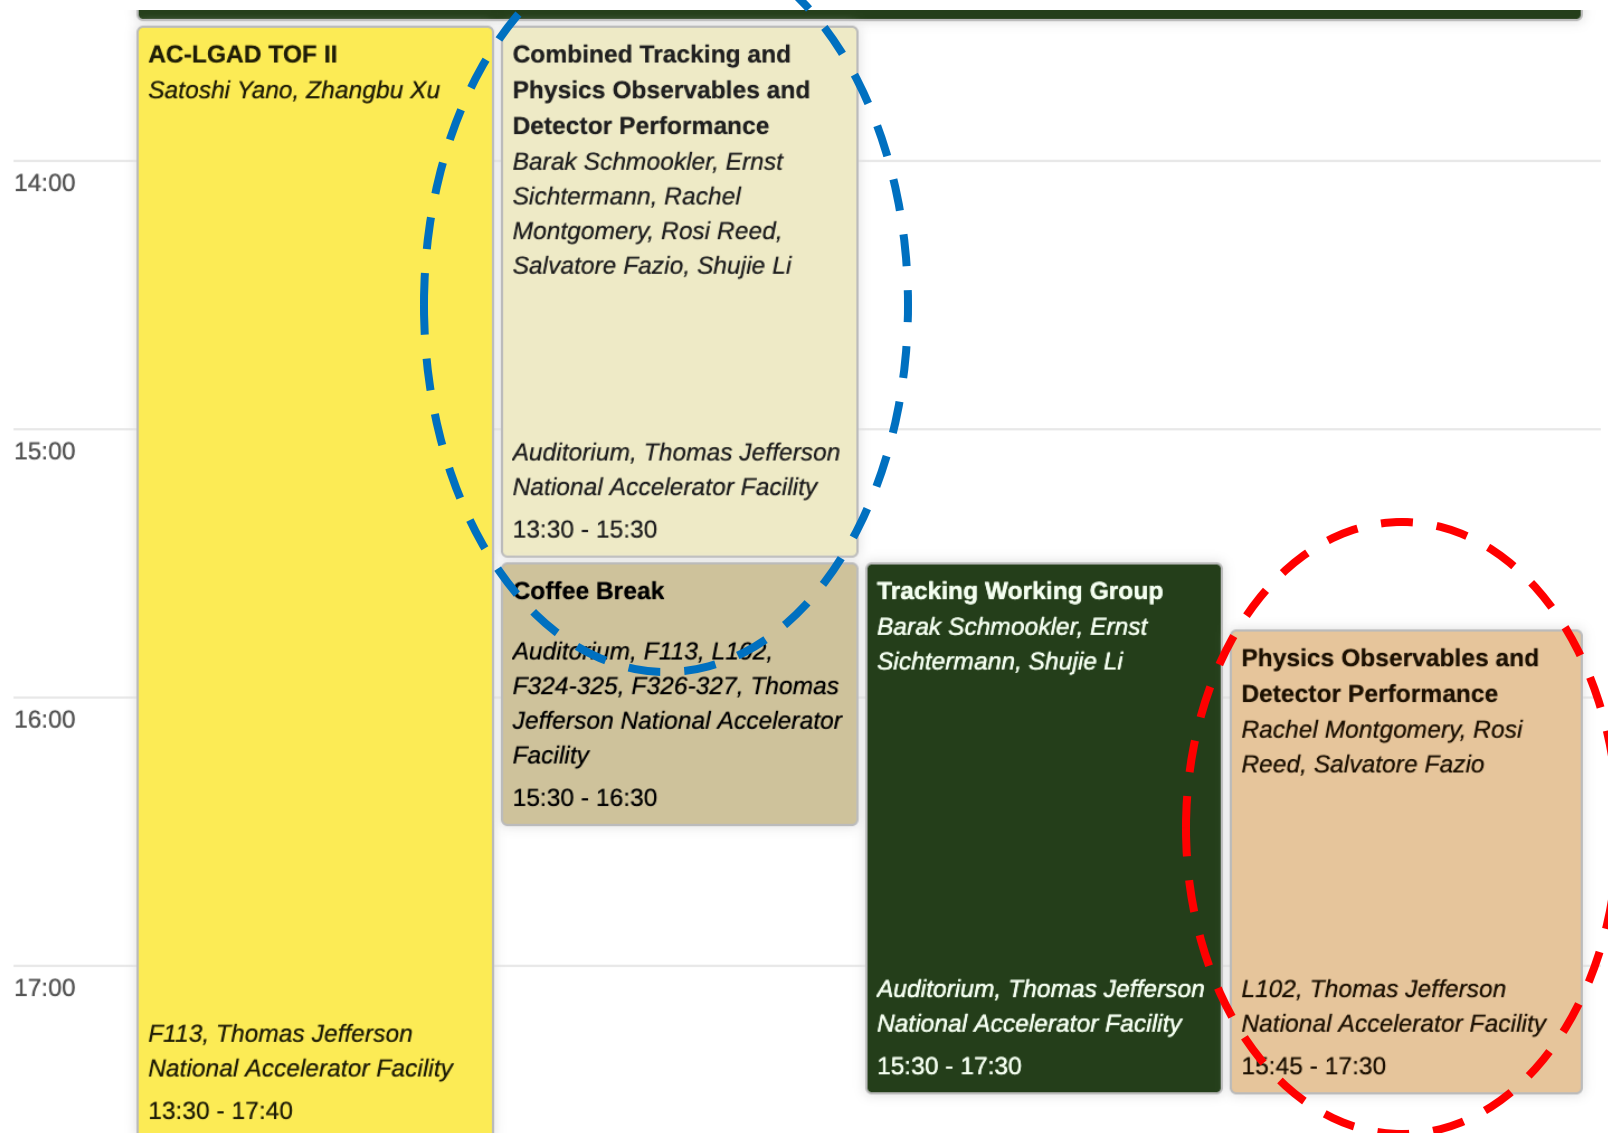 AC-LGAD TOF II
Satoshi Yano, Zhangbu Xu
F113, Thomas Jefferson
National Accelerator Facility
13:30 - 17:40
Combined Tracking and
Physics Observables and
Detector Performance
Barak Schmookler, Ernst
Sichtermann, Rachel
Montgomery, Rosi Reed,
Salvatore Fazio, Shujie Li
Auditorium, Thomas Jefferson
National Accelerator Facility
13:30 - 15:30
Coffee Break
Auditorium, F113, L102,
F324-325, F326-327, Thomas
Jefferson National Accelerator
Facility
15:30 - 16:30
Tracking Working Group
Barak Schmookler, Ernst
Sichtermann, Shujie Li
Auditorium, Thomas Jefferson
National Accelerator Facility
15:30 - 17:30
Physics Observables and
Detector Performance
Rachel Montgomery, Rosi
Reed, Salvatore Fazio
L102, Thomas Jefferson
National Accelerator Facility
15:45 - 17:30
14:00
15:00
16:00
17:00